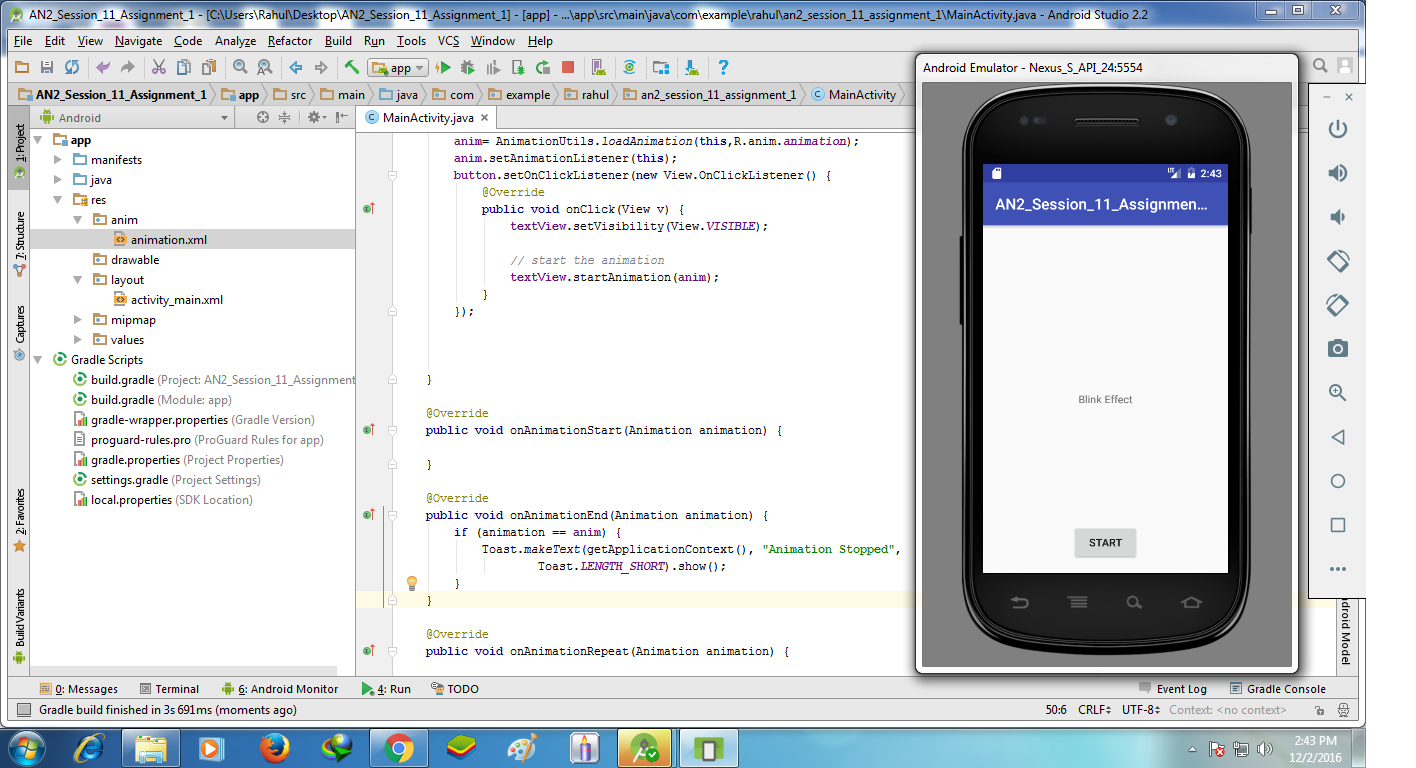 AN2_Session_11_Assignment_1 - [C:\Users\Rahul\Desktop\AN2_Session_11_Assignment_1] - [app] - ...\app\src\main\java\com\example\rahul\an2_session_11_assignment_1\MainActivity.java - Android Studio 2.2
File Edit View Navigate Code Analyze Refactor Build Run Tools VCS Window Help
app
AN2_Session_11_Assignment_1 app src main java com example rahul an2_session_11_assignment_1 MainActivity
Android
MainActivity.java
1: Project
7: Structure
Captures
2: Favorites
Build Variants
app
manifests
java
res
anim
animation.xml
drawable
layout
activity_main.xml
mipmap
values
Gradle Scripts
build.gradle (Project: AN2_Session_11_Assignment
build.gradle (Module: app)
gradle-wrapper.properties (Gradle Version)
proguard-rules.pro (ProGuard Rules for app)
gradle.properties (Project Properties)
settings.gradle (Project Settings)
local.properties (SDK Location)
anim= AnimationUtils.loadAnimation(this,R.anim.animation);
anim.setAnimationListener(this);
button.setOnClickListener(new View.OnClickListener() {
@Override
public void onClick(View v) {
textView.setVisibility(View.VISIBLE);
// start the animation
textView.startAnimation(anim);
}
});
}
@Override
public void onAnimationStart(Animation animation) {
}
@Override
public void onAnimationEnd(Animation animation) {
if (animation == anim) {
Toast.makeText(getApplicationContext(), "Animation Stopped",
Toast.LENGTH_SHORT).show();
}
}
@Override
public void onAnimationRepeat(Animation animation) {
Android Emulator - Nexus_S_API_24:5554
LTE 2:43
AN2_Session_11_Assignmen...
Blink Effect
START
ndroid Model
0: Messages Terminal 6: Android Monitor 4: Run TODO Event Log Gradle Console
Gradle build finished in 3s 691ms (moments ago) 50:6 CRLF UTF-8 Context: <no context>
2:43 PM
12/2/2016